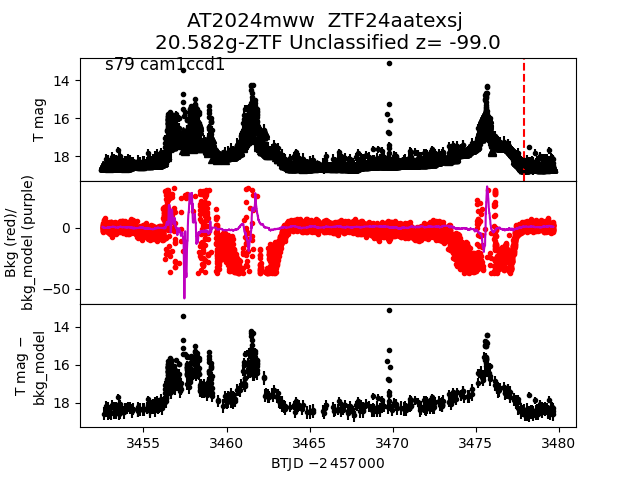 AT2024mww ZTF24aatexsj
20.582g-ZTF Unclassified z= -99.0
s79 cam1ccd1
T mag
14
16
18
Bkg (red)/
bkg_model (purple)
0
−50
T mag −
bkg_model
14
16
18
3455 3460 3465 3470 3475 3480
BTJD −2 457 000